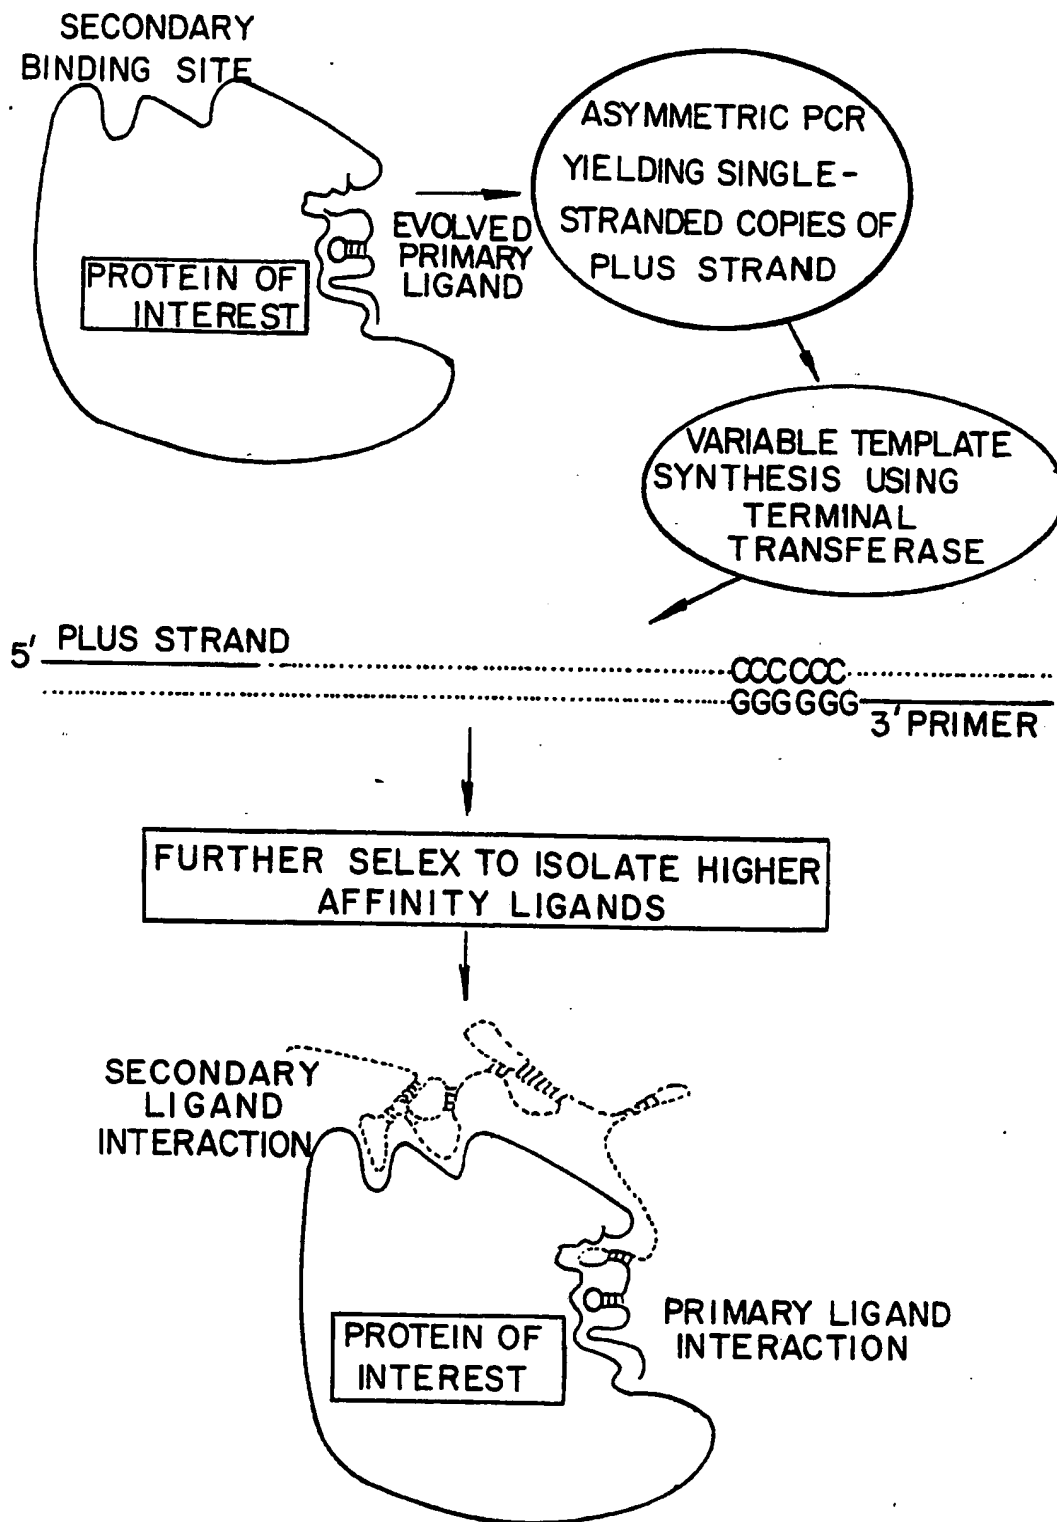 SECONDARY
BINDING SITE
PROTEIN OF
INTEREST
EVOLVED
PRIMARY
LIGAND
ASYMMETRIC PCR
YIELDING SINGLE-
STRANDED COPIES OF
PLUS STRAND
VARIABLE TEMPLATE
SYNTHESIS USING
TERMINAL
TRANSFERASE
5' PLUS STRAND
CCCCCC
GGGGGG
3' PRIMER
FURTHER SELEX TO ISOLATE HIGHER
AFFINITY LIGANDS
SECONDARY
LIGAND
INTERACTION
PROTEIN OF
INTEREST
PRIMARY LIGAND
INTERACTION